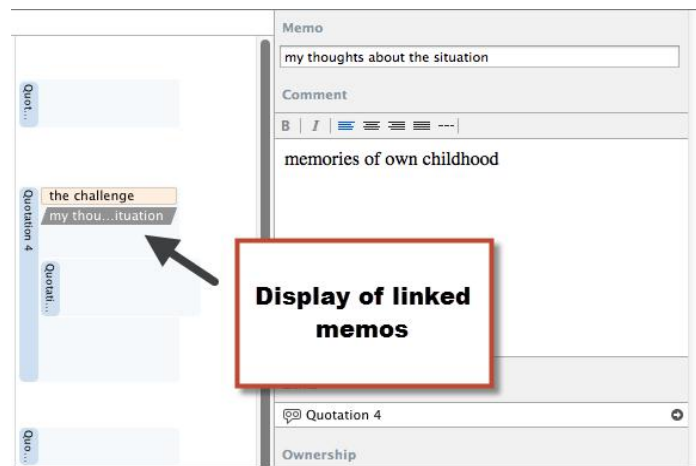 Memo
my thoughts about the situation
Comment
B | I
memories of own childhood
Quot...
Quotation 4
the challenge
my thou...ituation
Quotati...
Display of linked
memos
Quotation 4
Quo...
Ownership